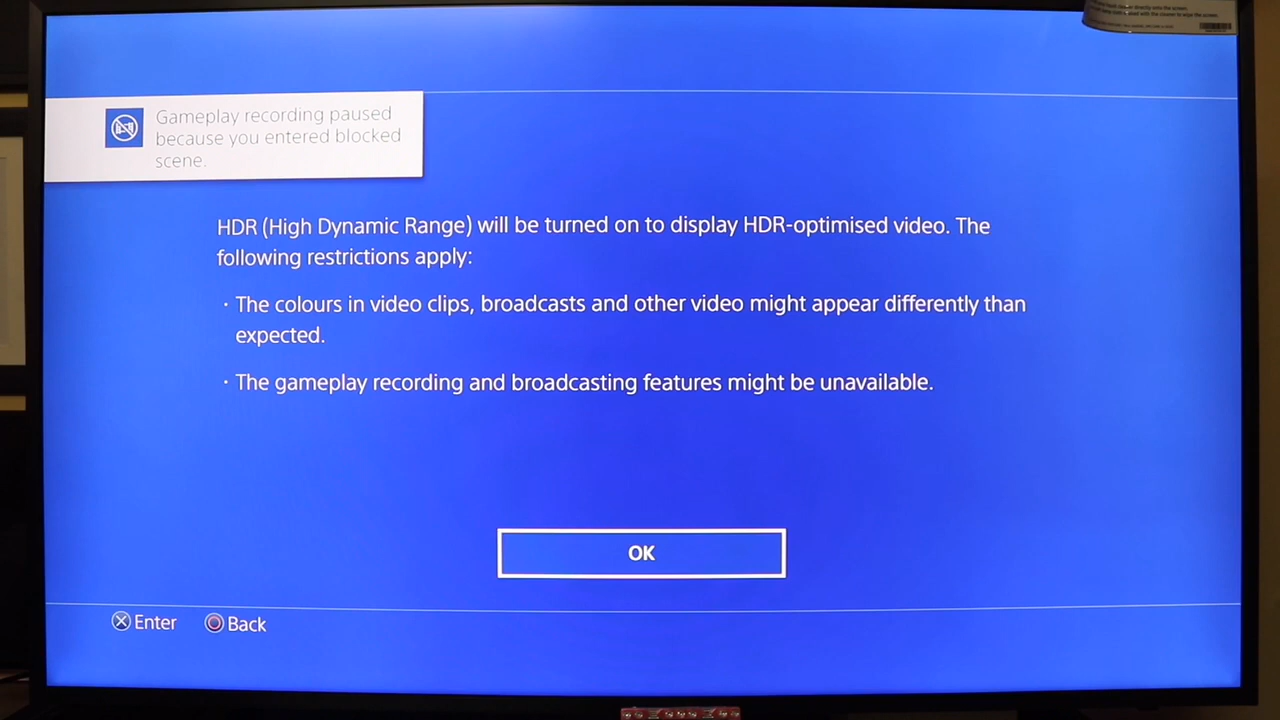 Gameplay recording paused
because you entered blocked
scene.
HDR (High Dynamic Range) will be turned on to display HDR-optimised video. The
following restrictions apply:
· The colours in video clips, broadcasts and other video might appear differently than
expected.
· The gameplay recording and broadcasting features might be unavailable.
OK
Enter
Back